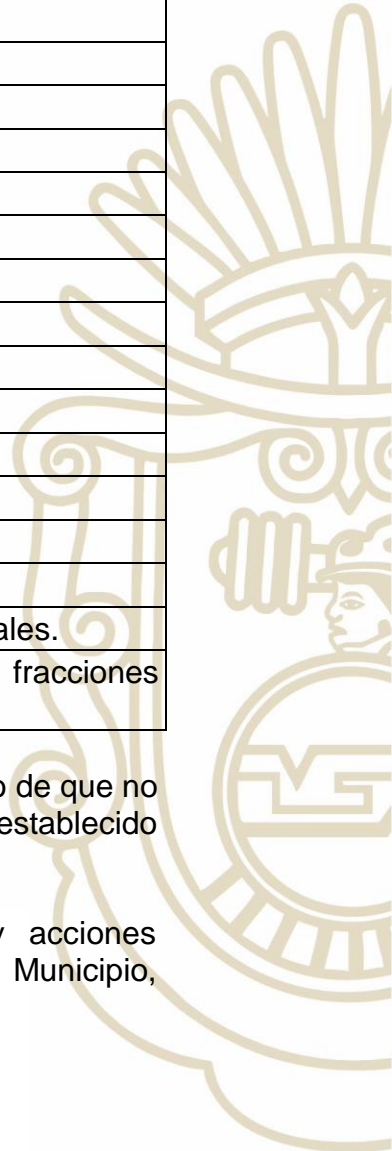 ales.
fracciones
o de que no
establecido
y acciones
Municipio,